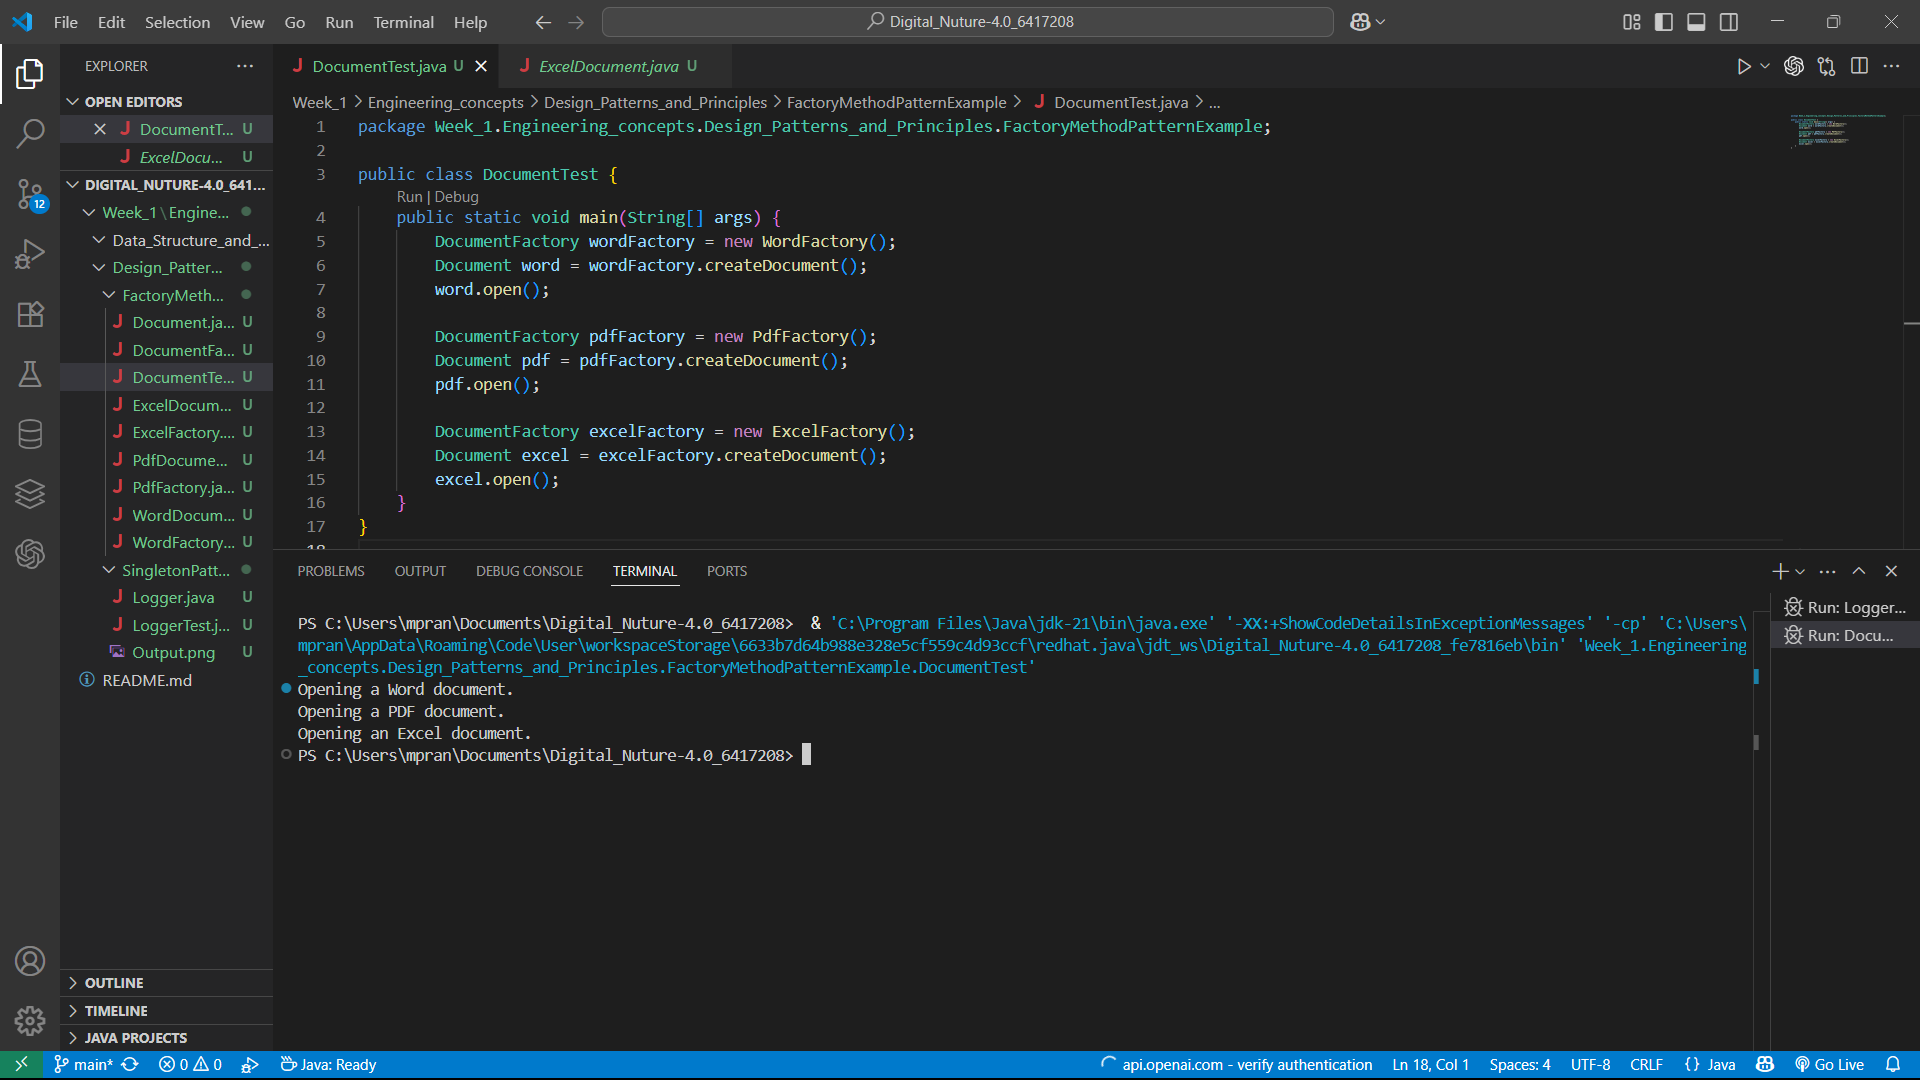 File Edit Selection View Go Run Terminal Help
Digital_Nuture-4.0_6417208
EXPLORER
OPEN EDITORS
DocumentT... U
ExcelDocu... U
DIGITAL_NUTURE-4.0_641...
Week_1\Engine...
Data_Structure_and_...
Design_Patter...
FactoryMeth...
Document.ja... U
DocumentFa... U
DocumentTe... U
ExcelDocum... U
ExcelFactory.... U
PdfDocume... U
PdfFactory.ja... U
WordDocum... U
WordFactory... U
SingletonPatt...
Logger.java U
LoggerTest.j... U
Output.png U
README.md
OUTLINE
TIMELINE
JAVA PROJECTS
12
DocumentTest.java U
ExcelDocument.java U
Week_1 > Engineering_concepts > Design_Patterns_and_Principles > FactoryMethodPatternExample > DocumentTest.java > ...
1 package Week_1.Engineering_concepts.Design_Patterns_and_Principles.FactoryMethodPatternExample;
2
3 public class DocumentTest {
Run | Debug
4 public static void main(String[] args) {
5 DocumentFactory wordFactory = new WordFactory();
6 Document word = wordFactory.createDocument();
7 word.open();
8
9 DocumentFactory pdfFactory = new PdfFactory();
10 Document pdf = pdfFactory.createDocument();
11 pdf.open();
12
13 DocumentFactory excelFactory = new ExcelFactory();
14 Document excel = excelFactory.createDocument();
15 excel.open();
16 }
17 }
18
PROBLEMS OUTPUT DEBUG CONSOLE TERMINAL PORTS
PS C:\Users\mpran\Documents\Digital_Nuture-4.0_6417208> & 'C:\Program Files\Java\jdk-21\bin\java.exe' '-XX:+ShowCodeDetailsInExceptionMessages' '-cp' 'C:\Users\
mpran\AppData\Roaming\Code\User\workspaceStorage\6633b7d64b988e328e5cf559c4d93ccf\redhat.java\jdt_ws\Digital_Nuture-4.0_6417208_fe7816eb\bin' 'Week_1.Engineering
_concepts.Design_Patterns_and_Principles.FactoryMethodPatternExample.DocumentTest'
Opening a Word document.
Opening a PDF document.
Opening an Excel document.
PS C:\Users\mpran\Documents\Digital_Nuture-4.0_6417208>
Run: Logger...
Run: Docu...
main* 0 0 Java: Ready api.openai.com - verify authentication Ln 18, Col 1 Spaces: 4 UTF-8 CRLF {} Java Go Live